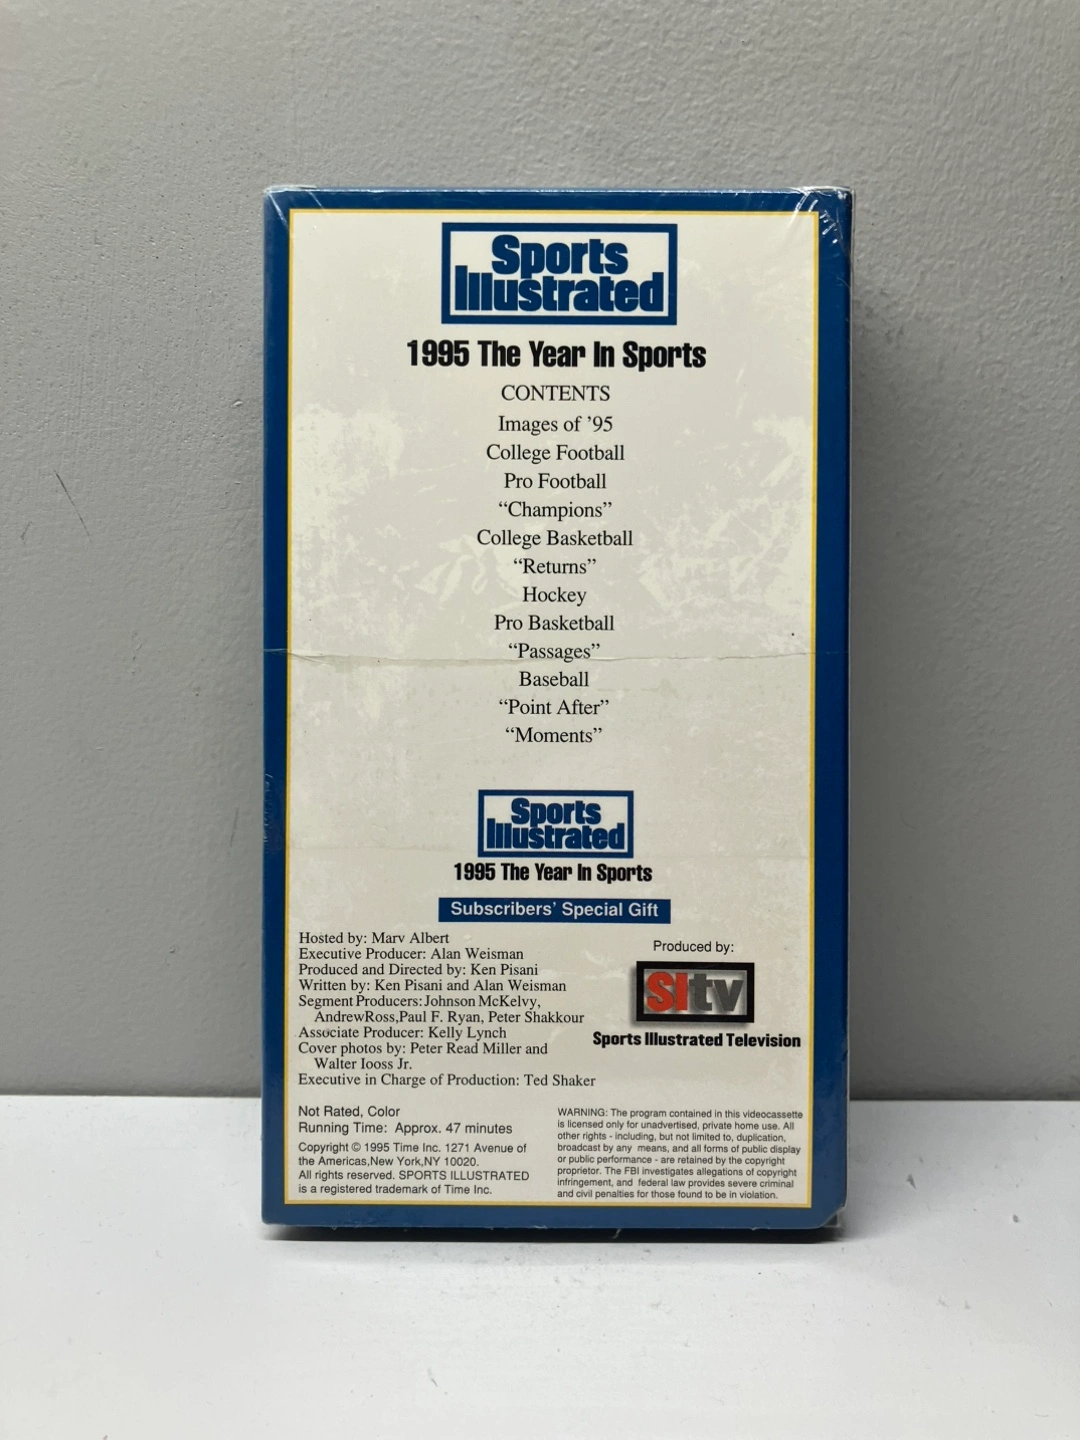 Sports
Illustrated
1995 The Year In Sports
CONTENTS
Images of ’95
College Football
Pro Football
“Champions”
College Basketball
“Returns”
Hockey
Pro Basketball
“Passages”
Baseball
“Point After”
“Moments”
Sports
Illustrated
1995 The Year In Sports
Subscribers’ Special Gift
Hosted by: Marv Albert
Executive Producer: Alan Weisman
Produced and Directed by: Ken Pisani
Written by: Ken Pisani and Alan Weisman
Segment Producers: Johnson McKelvy,
AndrewRoss,Paul F. Ryan, Peter Shakkour
Associate Producer: Kelly Lynch
Cover photos by: Peter Read Miller and
Walter Iooss Jr.
Executive in Charge of Production: Ted Shaker
Produced by:
SItv
Sports Illustrated Television
Not Rated, Color
Running Time: Approx. 47 minutes
Copyright © 1995 Time Inc. 1271 Avenue of
the Americas,New York,NY 10020.
All rights reserved. SPORTS ILLUSTRATED
is a registered trademark of Time Inc.
WARNING: The program contained in this videocassette
is licensed only for unadvertised, private home use. All
other rights - including, but not limited to, duplication,
broadcast by any means, and all forms of public display
or public performance - are retained by the copyright
proprietor. The FBI investigates allegations of copyright
infringement, and federal law provides severe criminal
and civil penalties for those found to be in violation.